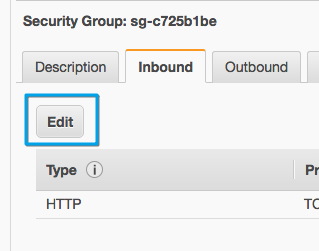 Security Group: sg-c725b1be
Description Inbound Outbound
Edit
Type i
HTTP